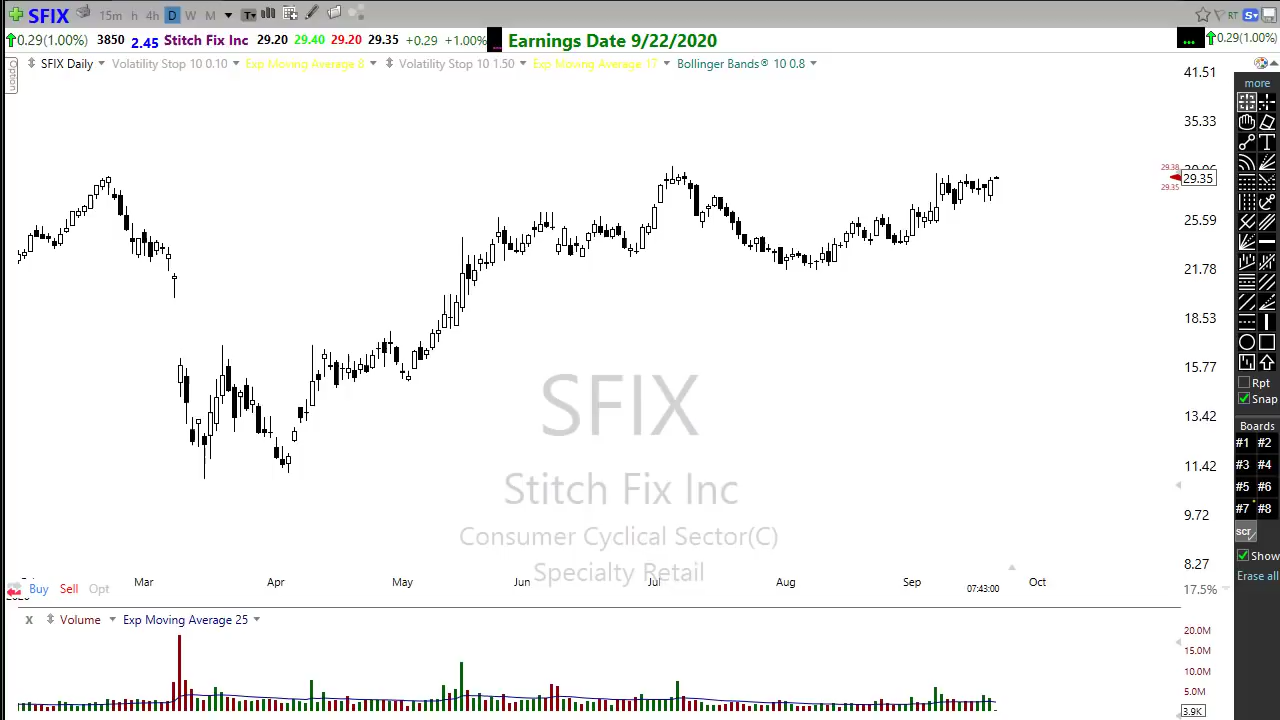 SFIX 15m h 4h D W M T RT S
0.29(1.00%) 3850 2.45 Stitch Fix Inc 29.20 29.40 29.20 29.35 +0.29 +1.00% Earnings Date 9/22/2020 ... 0.29(1.00%)
Option SFIX Daily Volatility Stop 10 0.10 Exp Moving Average 8 Volatility Stop 10 1.50 Exp Moving Average 17 Bollinger Bands® 10 0.8
41.51
more
35.33
29.38
29.35
29.35
25.59
21.78
18.53
15.77
Rpt
Snap
13.42
Boards
#1 #2
#3 #4
11.42
#5 #6
#7 #8
9.72
scr
Show
8.27
Erase all
SFIX
Stitch Fix Inc
Consumer Cyclical Sector(C)
Specialty Retail
Mar Apr May Jun Jul Aug Sep Oct
Buy Sell Opt 07:43:00 17.5%
X Volume Exp Moving Average 25
20.0M
15.0M
10.0M
5.0M
3.9K